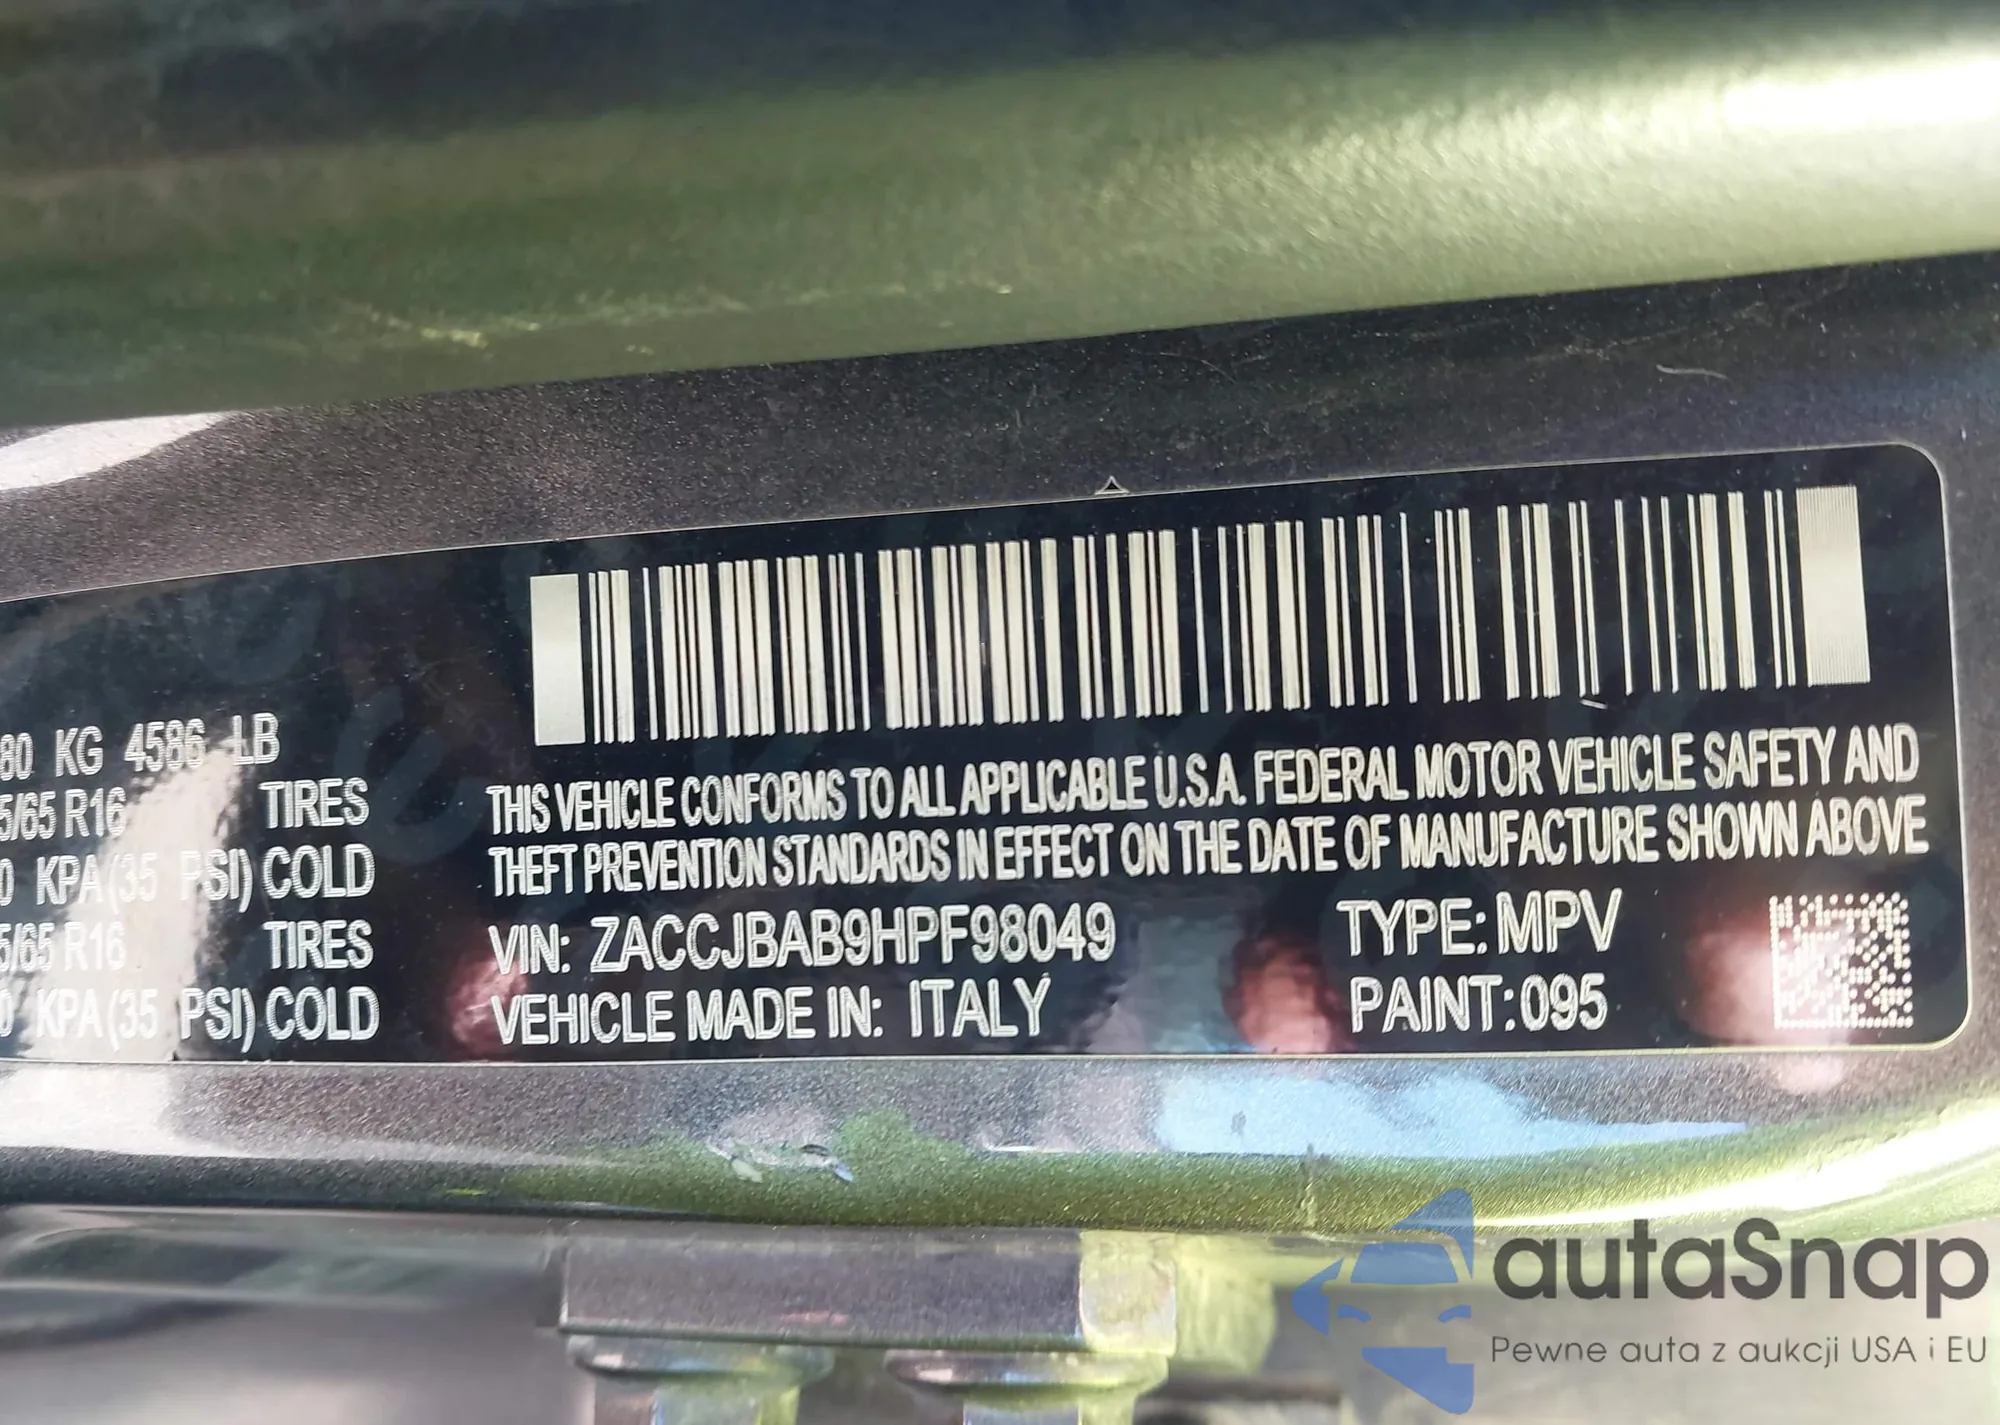 80 KG 4586 LB
5/65 R16 TIRES
0 KPA(35 PSI) COLD
5/65 R16 TIRES
0 KPA(35 PSI) COLD
THIS VEHICLE CONFORMS TO ALL APPLICABLE U.S.A. FEDERAL MOTOR VEHICLE SAFETY AND
THEFT PREVENTION STANDARDS IN EFFECT ON THE DATE OF MANUFACTURE SHOWN ABOVE
VIN: ZACCJBAB9HPF98049 TYPE: MPV
VEHICLE MADE IN: ITALY PAINT: 095
autaSnap
Pewne auta z aukcji USA i EU